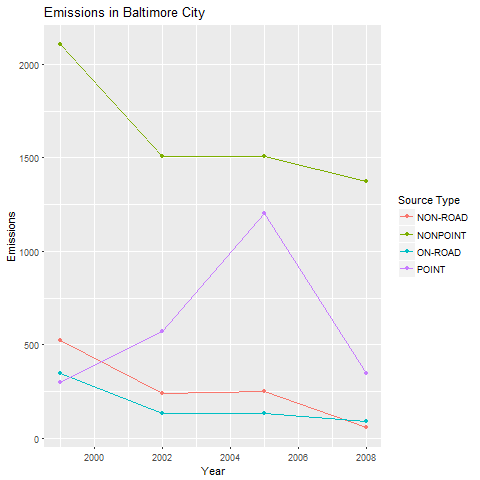 Emissions in Baltimore City
2000
1500
1000
500
0
Emissions
2000 2002 2004 2006 2008
Year
Source Type
NON-ROAD
NONPOINT
ON-ROAD
POINT